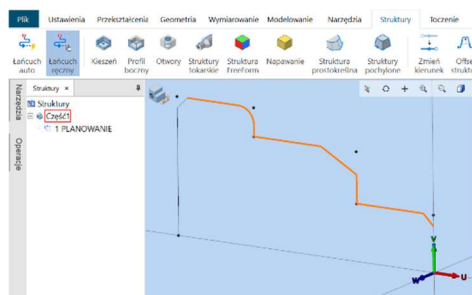 Plik Ustawienia Przekształcenia Geometria Wymiarowanie Modelowanie Narzędzia Struktury Toczenie
Łańcuch auto
Łańcuch ręczny
Kieszeń
Profil boczny
Otwory
Struktury tokarskie
Struktura FreeForm
Napawanie
Struktura prostokreślna
Struktury pochylone
Zmień kierunek
Offse
struktu
Narzędzia
Operacje
Struktury ×
Struktury
Część1
1 PLANOWANIE
V
U
W